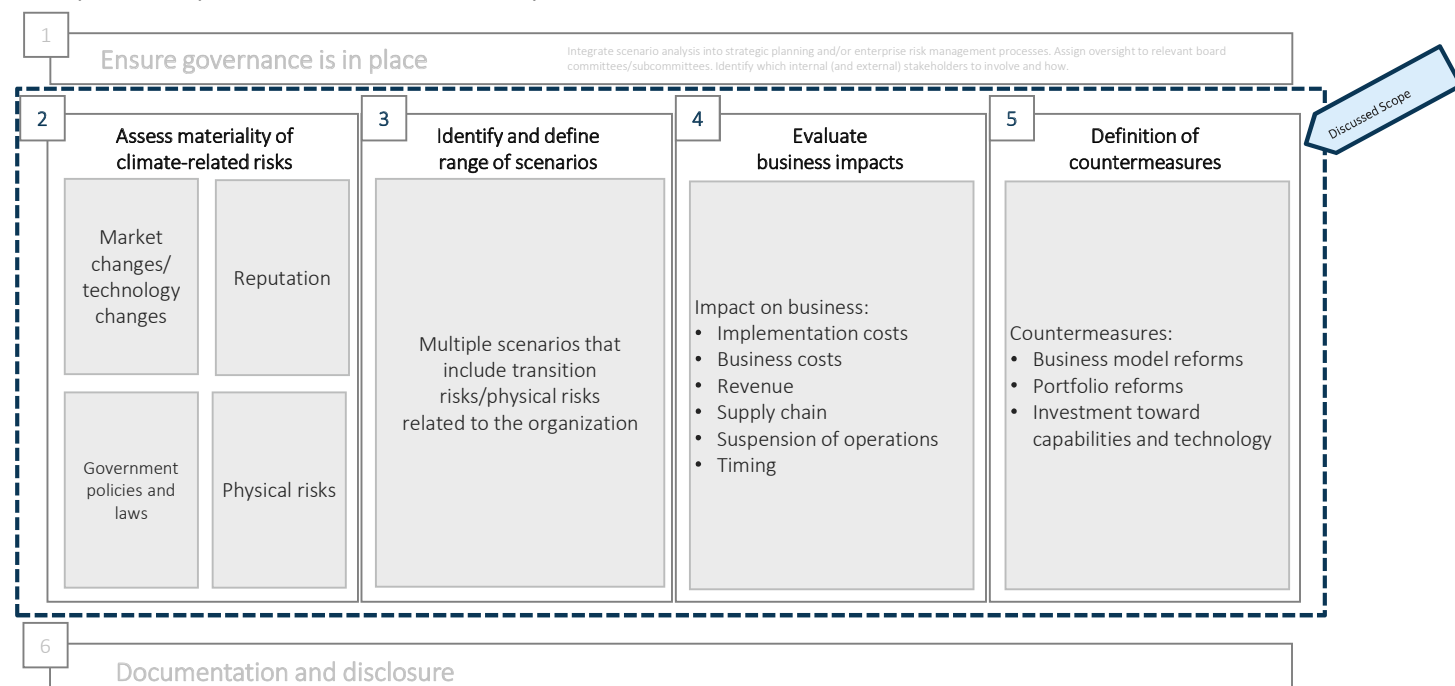 1
Ensure governance is in place
Integrate scenario analysis into strategic planning and/or enterprise risk management processes. Assign oversight to relevant board
committees/subcommittees. Identify which internal (and external) stakeholders to involve and how.
Discussed Scope
2
Assess materiality of
climate-related risks
Market
changes/
technology
changes
Reputation
Government
policies and
laws
Physical risks
3
Identify and define
range of scenarios
Multiple scenarios that
include transition
risks/physical risks
related to the organization
4
Evaluate
business impacts
Impact on business:
• Implementation costs
• Business costs
• Revenue
• Supply chain
• Suspension of operations
• Timing
5
Definition of
countermeasures
Countermeasures:
• Business model reforms
• Portfolio reforms
• Investment toward
capabilities and technology
6
Documentation and disclosure